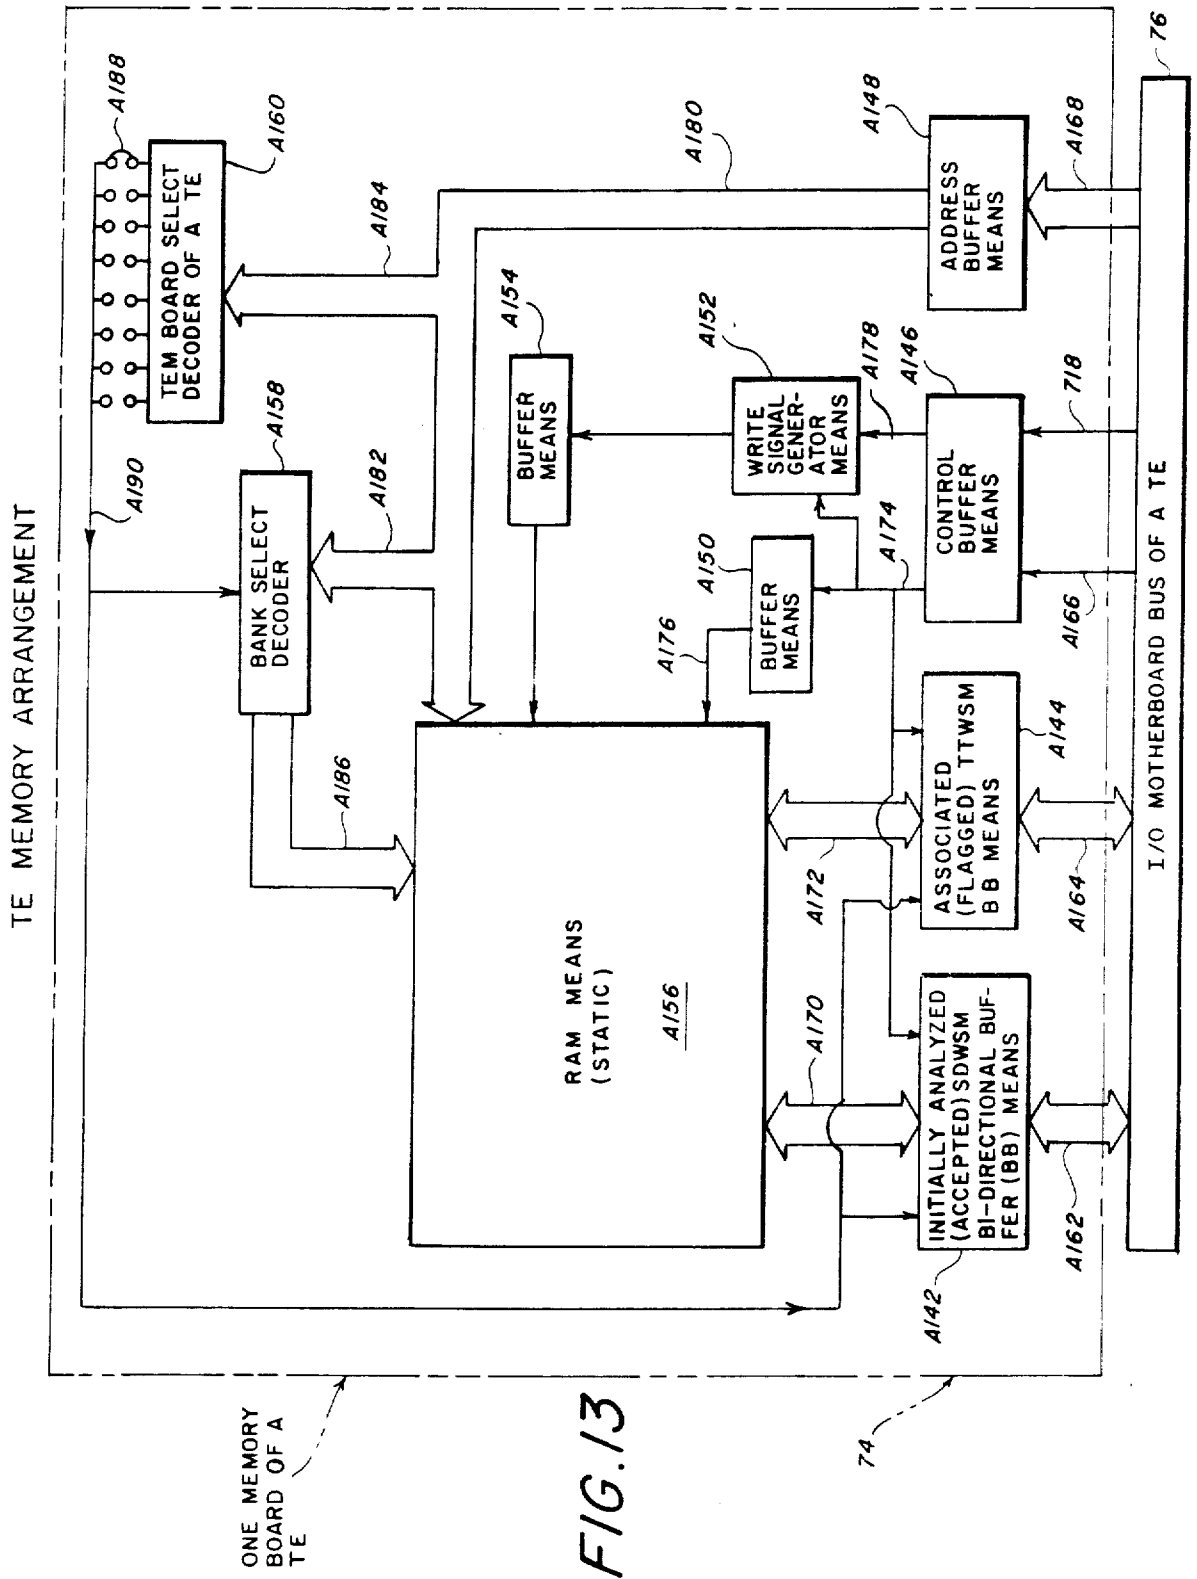 TE MEMORY ARRANGEMENT
ONE MEMORY
BOARD OF A
TE
A190
A188
TEM BOARD SELECT
DECODER OF A TE
A160
BANK SELECT
DECODER
A158
A182
A184
A186
A180
RAM MEANS
(STATIC)
A156
BUFFER
MEANS
A154
A176
BUFFER
MEANS
A150
WRITE
SIGNAL
GENER-
ATOR
MEANS
A152
A170
A172
A174
A178
INITIALLY ANALYZED
(ACCEPTED) SDWSM
BI-DIRECTIONAL BUF-
FER (BB) MEANS
A142
ASSOCIATED
(FLAGGED) TTWSM
BB MEANS
A144
CONTROL
BUFFER
MEANS
A146
ADDRESS
BUFFER
MEANS
A148
74
A162
A164
A166
718
A168
I/O MOTHERBOARD BUS OF A TE
76
FIG.13